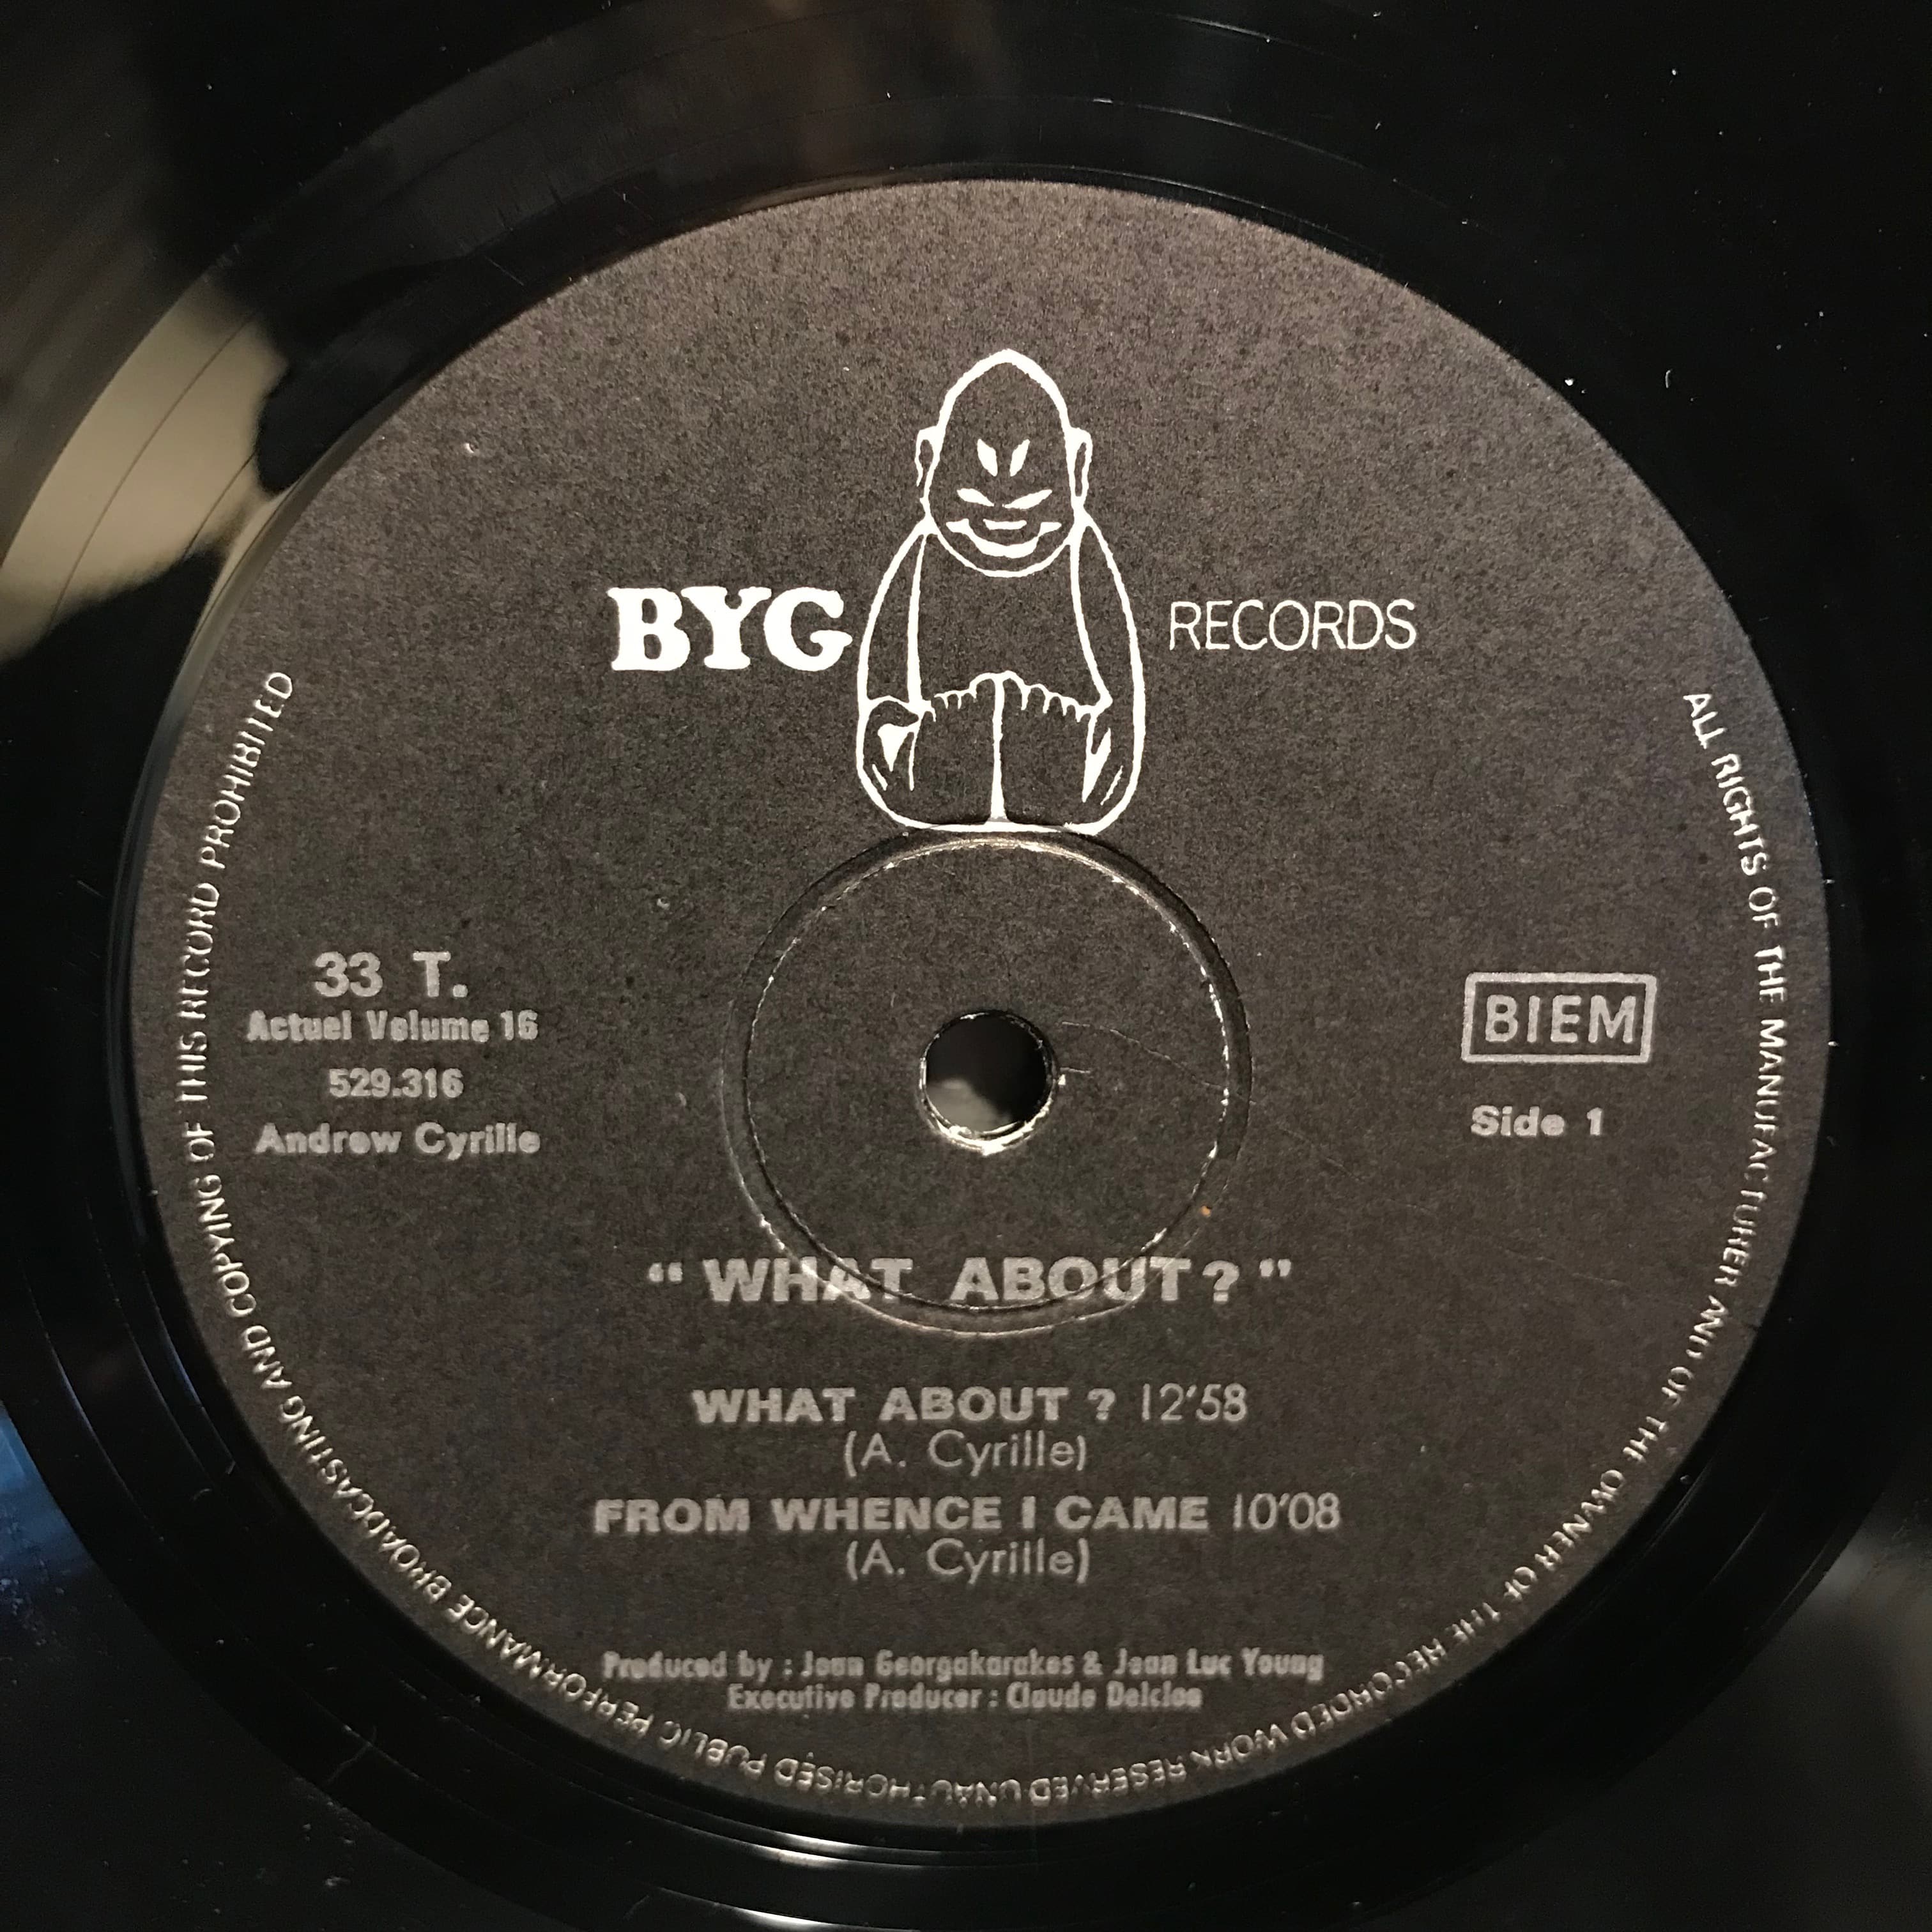 BYG RECORDS
33 T.
Actuel Volume 16
529.316
Andrew Cyrille
BIEM
Side 1
“ WHAT ABOUT ? ”
WHAT ABOUT ? 12'58
(A. Cyrille)
FROM WHENCE I CAME 10'08
(A. Cyrille)
Produced by : Jean Georgakarakos & Jean Luc Young
Executive Producer : Claude Delcloo
ALL RIGHTS OF THE MANUFACTURER AND OF THE OWNER OF THE RECORDED WORK RESERVED UNAUTHORISED PUBLIC PERFORMANCE BROADCASTING AND COPYING OF THIS RECORD PROHIBITED